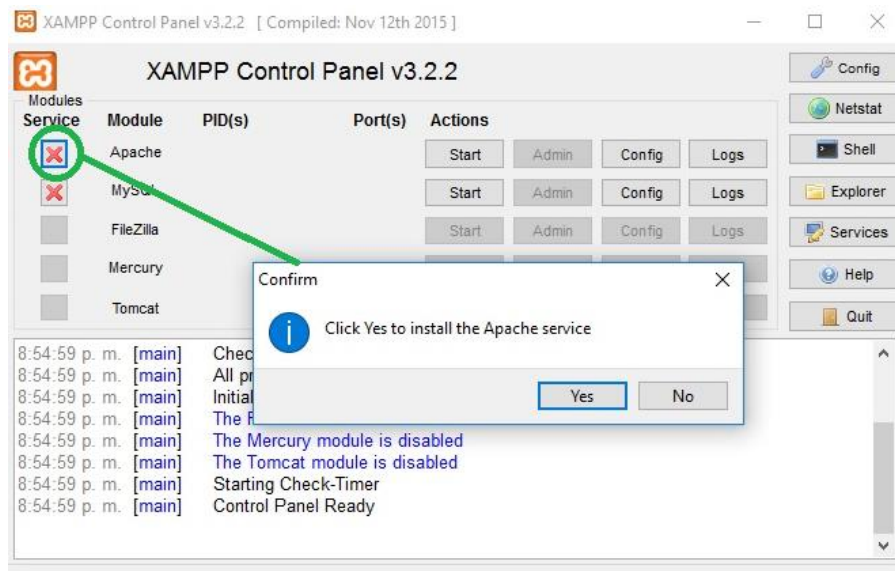 XAMPP Control Panel v3.2.2 [ Compiled: Nov 12th 2015 ]
XAMPP Control Panel v3.2.2
Config
Modules
Service Module PID(s) Port(s) Actions
Netstat
Apache Start Admin Config Logs
Shell
MySQL Start Admin Config Logs
Explorer
FileZilla Start Admin Config Logs
Services
Mercury
Help
Tomcat
Quit
Confirm
Click Yes to install the Apache service
Yes No
8:54:59 p. m. [main]
8:54:59 p. m. [main] All
8:54:59 p. m. [main]
8:54:59 p. m. [main] The
8:54:59 p. m. [main] The Mercury module is disabled
8:54:59 p. m. [main] The Tomcat module is disabled
8:54:59 p. m. [main] Starting Check-Timer
8:54:59 p. m. [main] Control Panel Ready